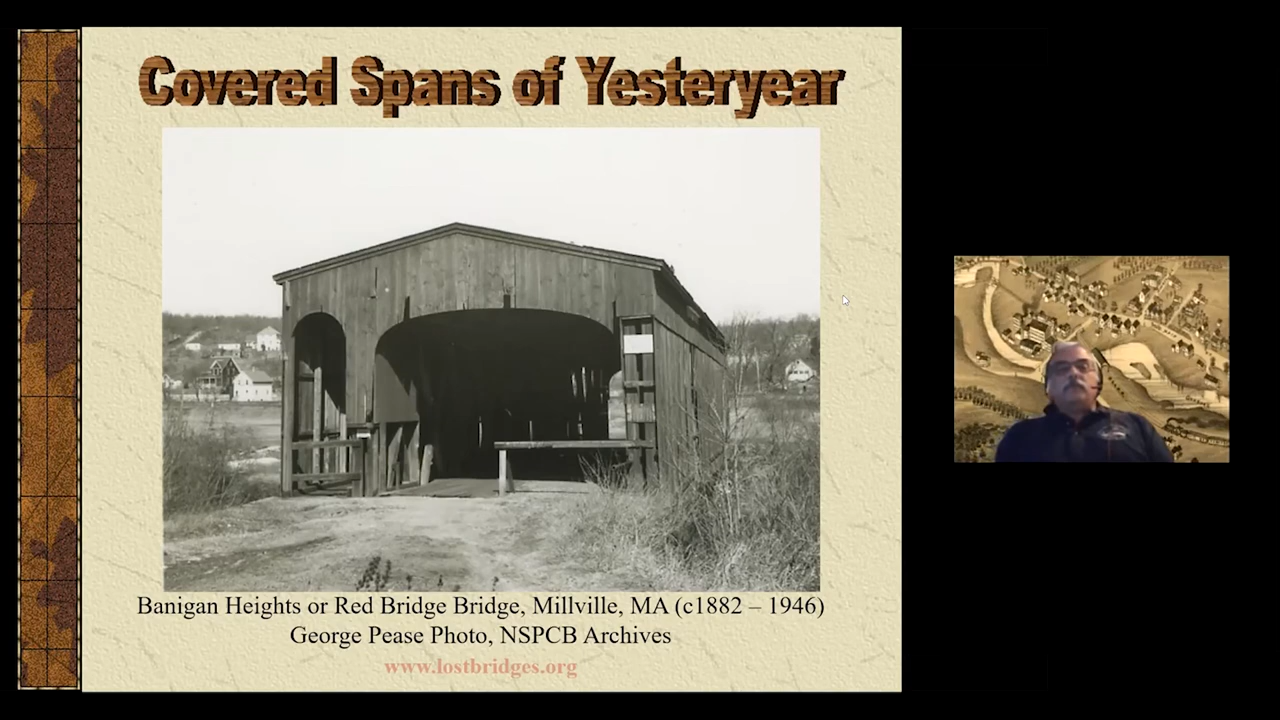 Covered Spans of Yesteryear
Banigan Heights or Red Bridge Bridge, Millville, MA (c1882 – 1946)
George Pease Photo, NSPCB Archives
www.lostbridges.org